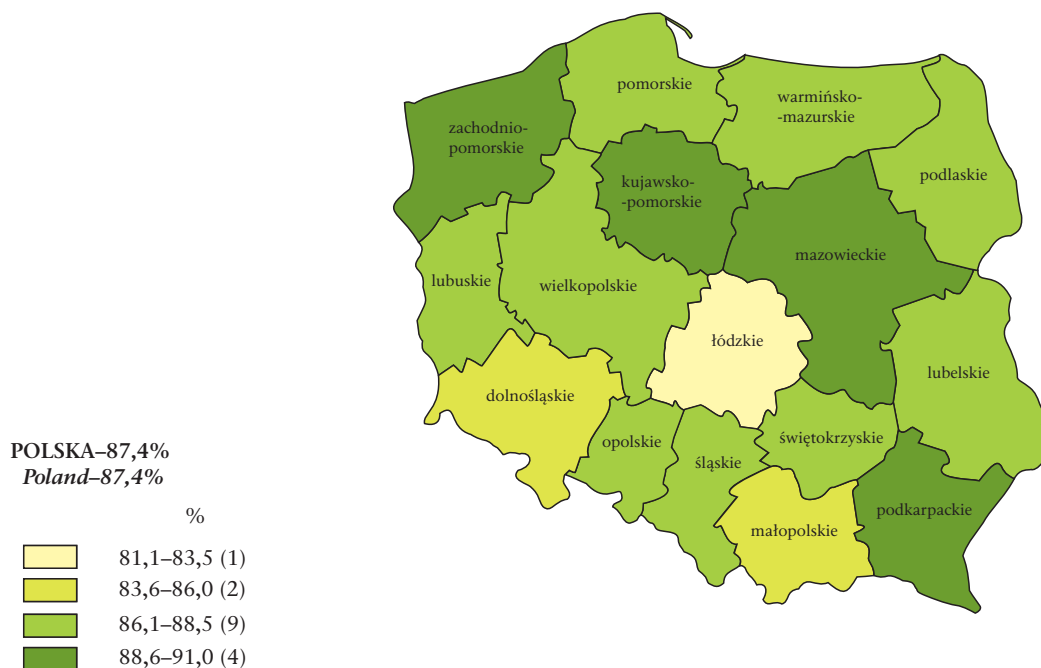 pomorskie
warmińsko-
-mazurskie
zachodnio-
pomorskie
podlaskie
kujawsko-
-pomorskie
mazowieckie
lubuskie
wielkopolskie
łódzkie
lubelskie
dolnośląskie
opolskie
świętokrzyskie
śląskie
podkarpackie
małopolskie
POLSKA–87,4%
Poland–87,4%
%
81,1–83,5 (1)
83,6–86,0 (2)
86,1–88,5 (9)
88,6–91,0 (4)